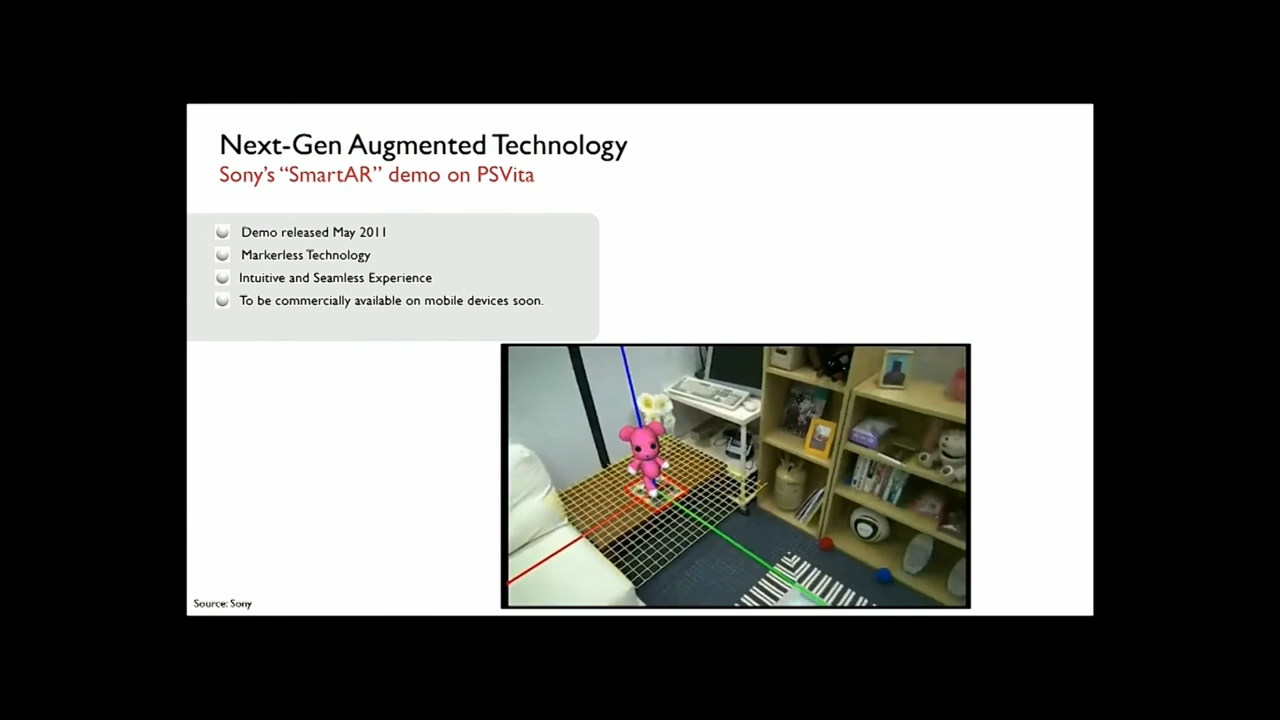 Next-Gen Augmented Technology
Sony's “SmartAR” demo on PSVita
Demo released May 2011
Markerless Technology
Intuitive and Seamless Experience
To be commercially available on mobile devices soon.
Source: Sony